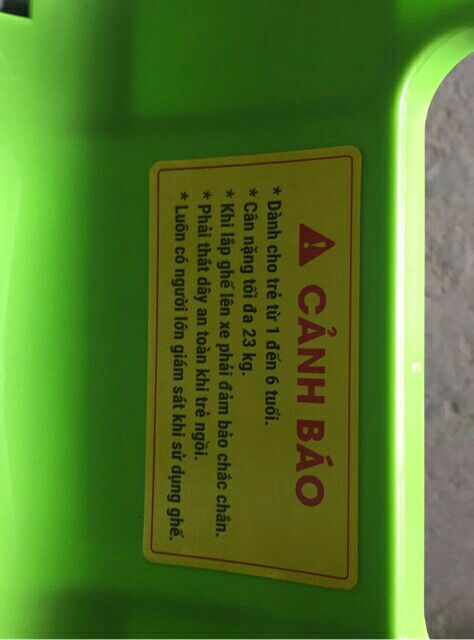 CẢNH BÁO
* Dành cho trẻ từ 1 đến 6 tuổi.
* Cân nặng tối đa 23 kg.
* Khi lắp ghế lên xe phải đảm bảo chắc chắn.
* Phải thắt dây an toàn khi trẻ ngồi.
* Luôn có người lớn giám sát khi sử dụng ghế.